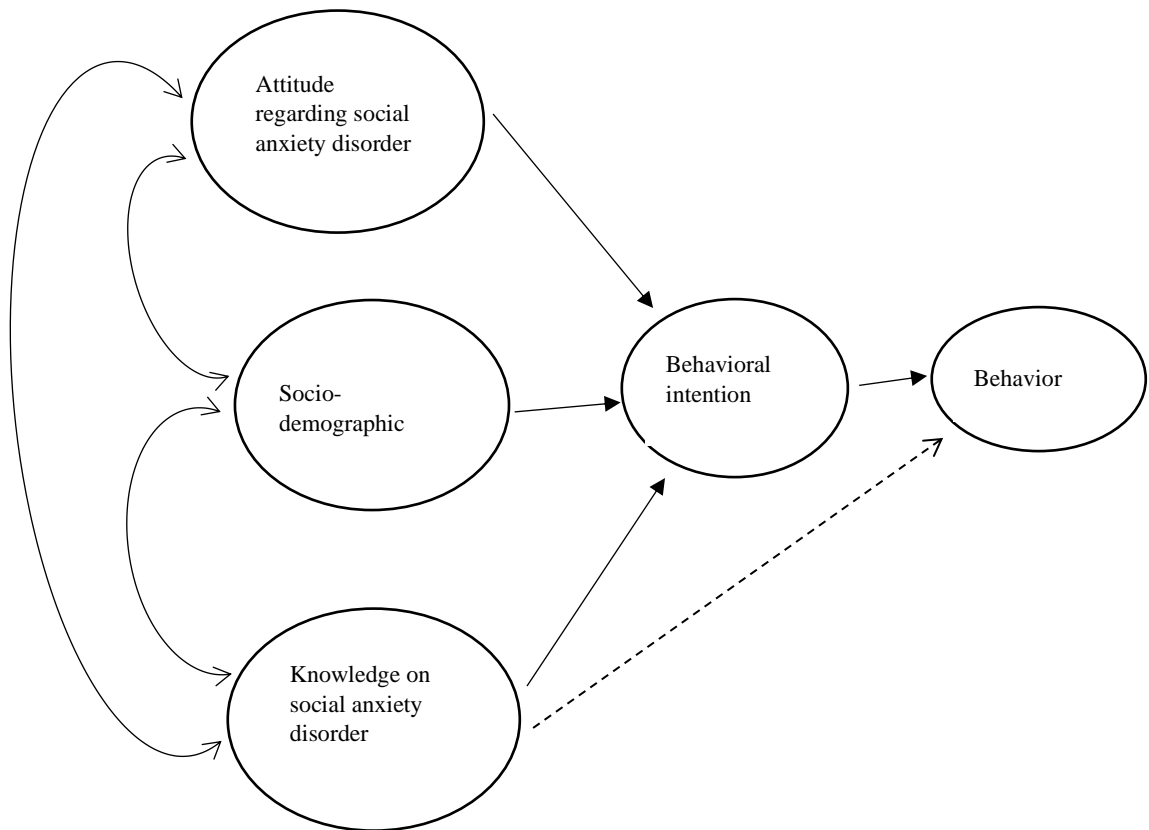 Attitude
regarding social
anxiety disorder
Socio-
demographic
Behavioral
intention
Behavior
Knowledge on
social anxiety
disorder